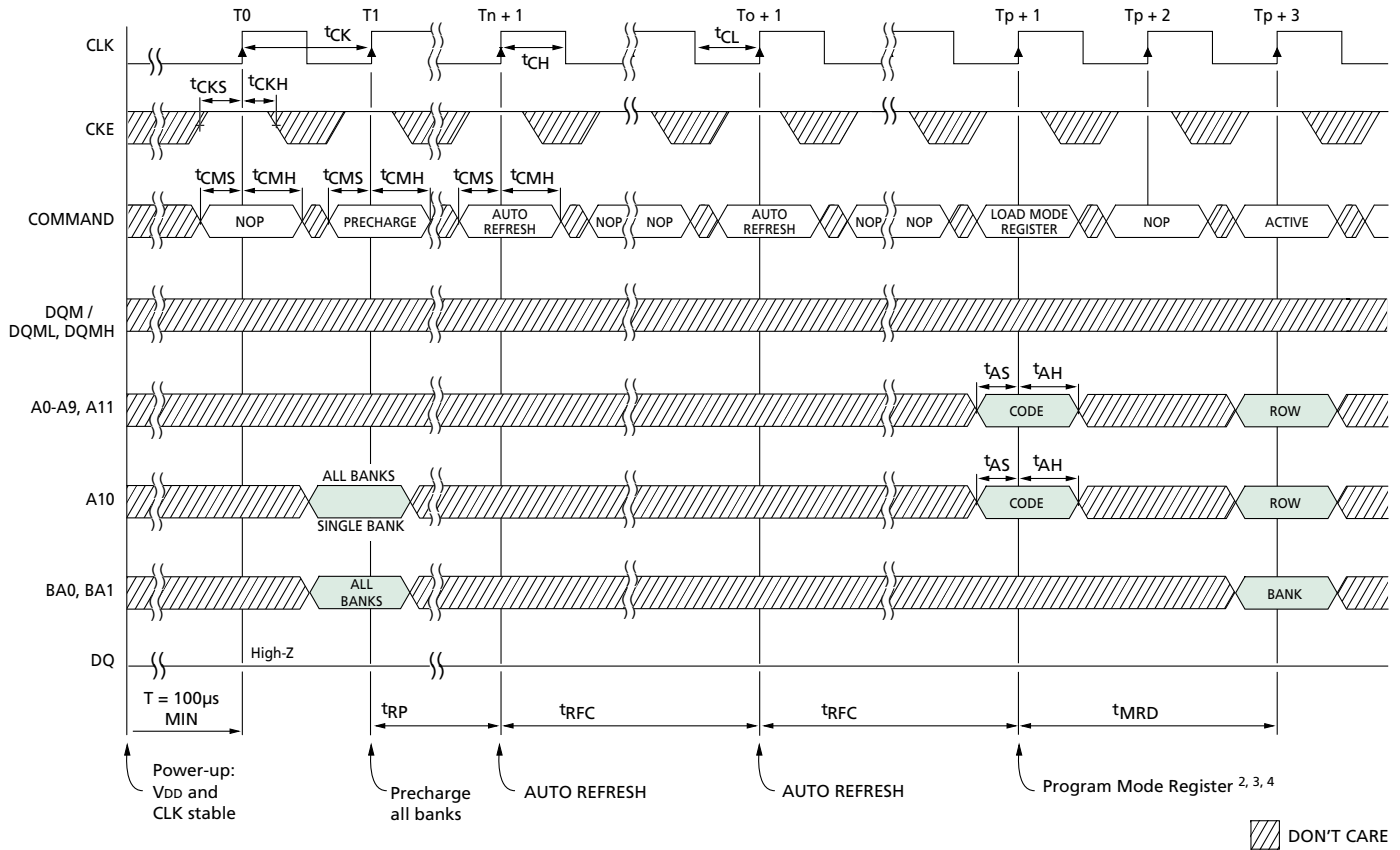 T0 T1 Tn + 1 To + 1 Tp + 1 Tp + 2 Tp + 3
CLK
tCK
tCH
tCL
tCKS tCKH
CKE
tCMS tCMH tCMS tCMH tCMS tCMH
COMMAND
NOP
PRECHARGE
AUTO
REFRESH
NOP
NOP
AUTO
REFRESH
NOP
NOP
LOAD MODE
REGISTER
NOP
ACTIVE
DQM /
DQML, DQMH
tAS tAH
A0-A9, A11
CODE
ROW
tAS tAH
A10
ALL BANKS
SINGLE BANK
CODE
ROW
BA0, BA1
ALL
BANKS
BANK
DQ
High-Z
T = 100µs
MIN
tRP
tRFC
tRFC
tMRD
Power-up:
VDD and
CLK stable
Precharge
all banks
AUTO REFRESH
AUTO REFRESH
Program Mode Register 2, 3, 4
DON'T CARE